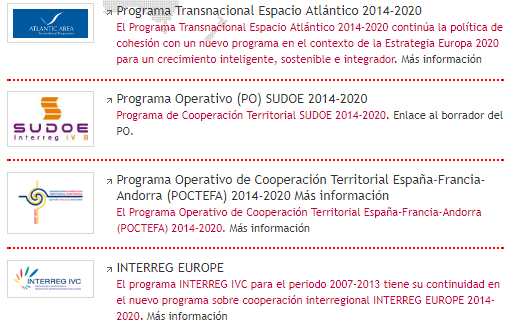 ATLANTIC AREA
Programa Transnacional Espacio Atlántico 2014-2020
El Programa Transnacional Espacio Atlántico 2014-2020 continúa la política de
cohesión con un nuevo programa en el contexto de la Estrategia Europa 2020
para un crecimiento inteligente, sostenible e integrador. Más información
SUDOE
Interreg IV B
Programa Operativo (PO) SUDOE 2014-2020
Programa de Cooperación Territorial SUDOE 2014-2020. Enlace al borrador del
PO.
Programa Operativo de Cooperación Territorial España-Francia-
Andorra (POCTEFA) 2014-2020 Más información
El Programa Operativo de Cooperación Territorial España-Francia-Andorra
(POCTEFA) 2014-2020. Más información
INTERREG IVC
INTERREG EUROPE
El programa INTERREG IVC para el periodo 2007-2013 tiene su continuidad en
el nuevo programa sobre cooperación interregional INTERREG EUROPE 2014-
2020. Más información